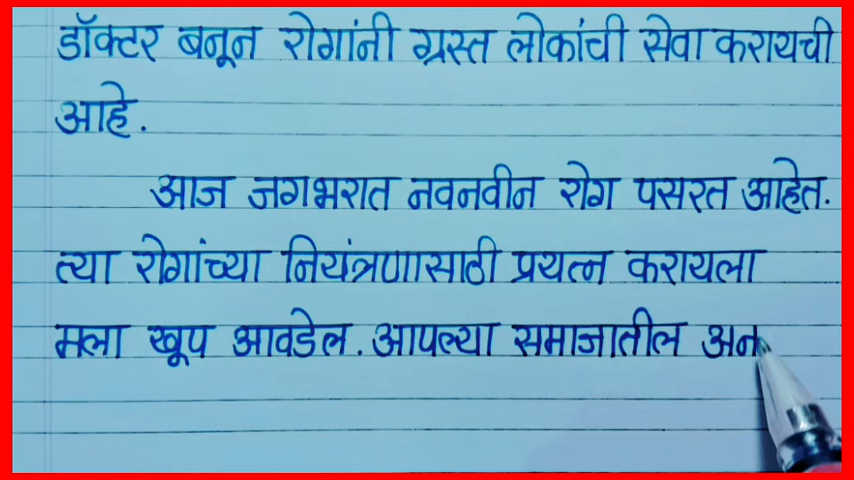 डॉक्टर बनून रोगांनी ग्रस्त लोकांची सेवा करायची
आहे.
आज जगभरात नवनवीन रोग पसरत आहेत.
त्या रोगांच्या नियंत्रणासाठी प्रयत्न करायला
मला खूप आवडेल. आपल्या समाजातील अन